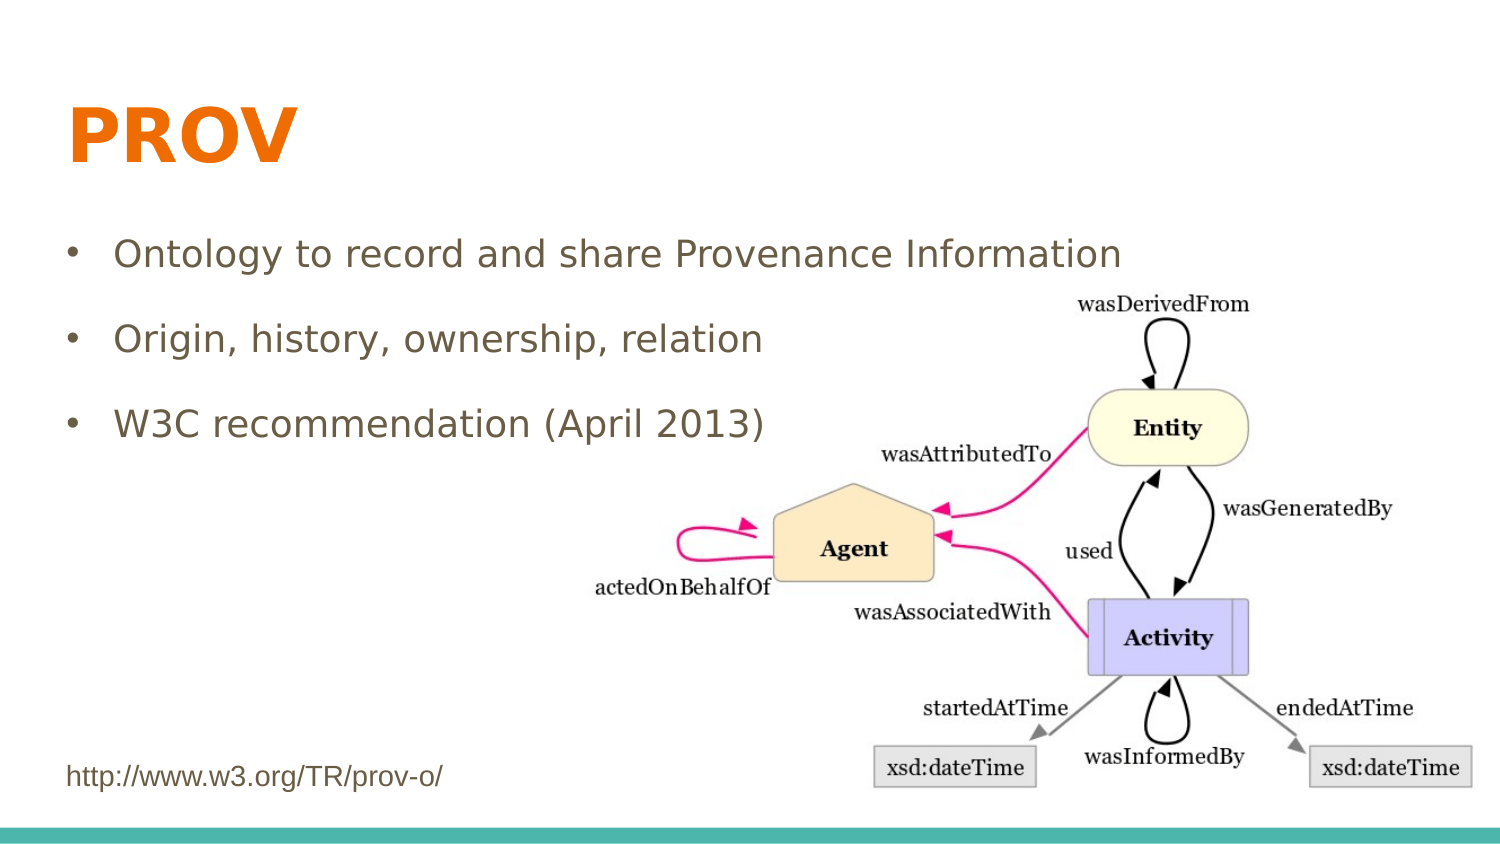 PROV
• Ontology to record and share Provenance Information
• Origin, history, ownership, relation
• W3C recommendation (April 2013)
wasDerivedFrom
Entity
wasAttributedTo
wasGeneratedBy
used
Agent
actedOnBehalfOf
wasAssociatedWith
Activity
startedAtTime
endedAtTime
wasInformedBy
xsd:dateTime
xsd:dateTime
http://www.w3.org/TR/prov-o/